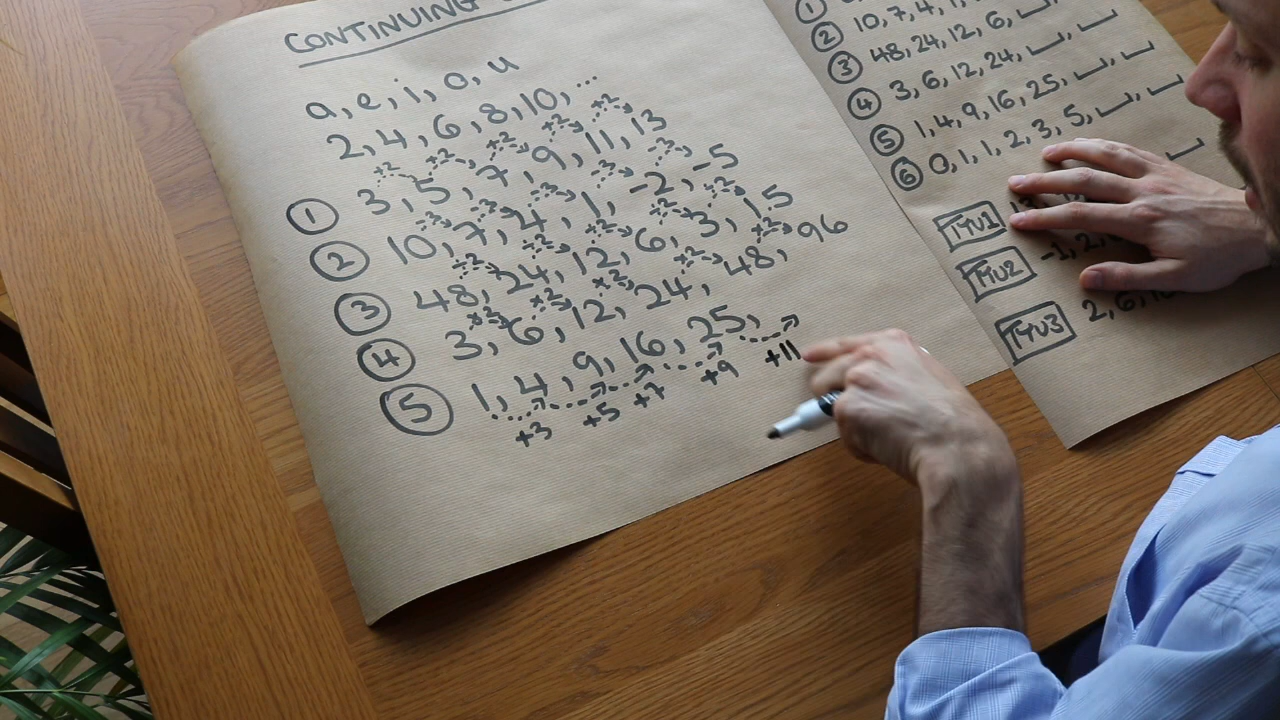 CONTINUING
a, e, i, o, u
2, 4, 6, 8, 10, ...
+2 +2 +2 +2 +2
① 3, 5, 7, 9, 11, 13
-3 -3 -3 -3 -3
② 10, 7, 4, 1, -2, -5
÷2 ÷2 ÷2 ÷2 ÷2
③ 48, 24, 12, 6, 3, 1.5
×2 ×2 ×2 ×2 ×2
④ 3, 6, 12, 24, 48, 96
⑤ 1, 4, 9, 16, 25,
+3 +5 +7 +9 +11
①
② 10, 7, 4, 1,
③ 48, 24, 12, 6, _, _
④ 3, 6, 12, 24, _, _
⑤ 1, 4, 9, 16, 25, _, _
⑥ 0, 1, 1, 2, 3, 5, _, _
TYU1
TYU2 -1, 2,
TYU3 2, 6,